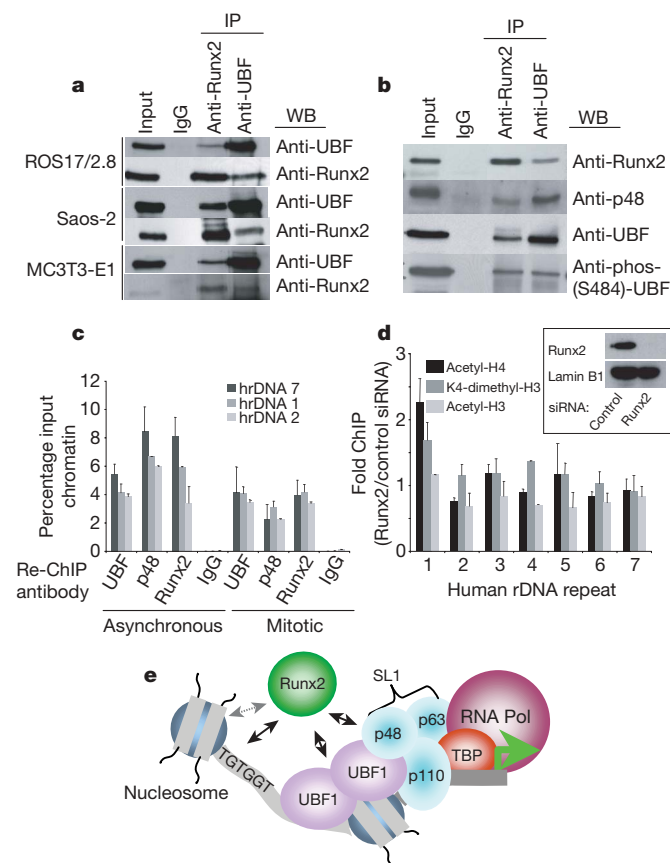 a
IP
Input
IgG
Anti-Runx2
Anti-UBF
WB
ROS17/2.8
Anti-UBF
Anti-Runx2
Saos-2
Anti-UBF
Anti-Runx2
MC3T3-E1
Anti-UBF
Anti-Runx2
b
IP
Input
IgG
Anti-Runx2
Anti-UBF
WB
Anti-Runx2
Anti-p48
Anti-UBF
Anti-phos-
(S484)-UBF
c
Percentage input
chromatin
14
12
10
8
6
4
2
0
hrDNA 7
hrDNA 1
hrDNA 2
Re-ChIP
antibody
UBF
p48
Runx2
IgG
UBF
p48
Runx2
IgG
Asynchronous
Mitotic
d
Fold ChIP
(Runx2/control siRNA)
3
2
1
0
Acetyl-H4
K4-dimethyl-H3
Acetyl-H3
Runx2
Lamin B1
siRNA:
Control
Runx2
1 2 3 4 5 6 7
Human rDNA repeat
e
Runx2
SL1
p48
p63
RNA Pol
TBP
p110
UBF1
UBF1
TGTGGT
Nucleosome